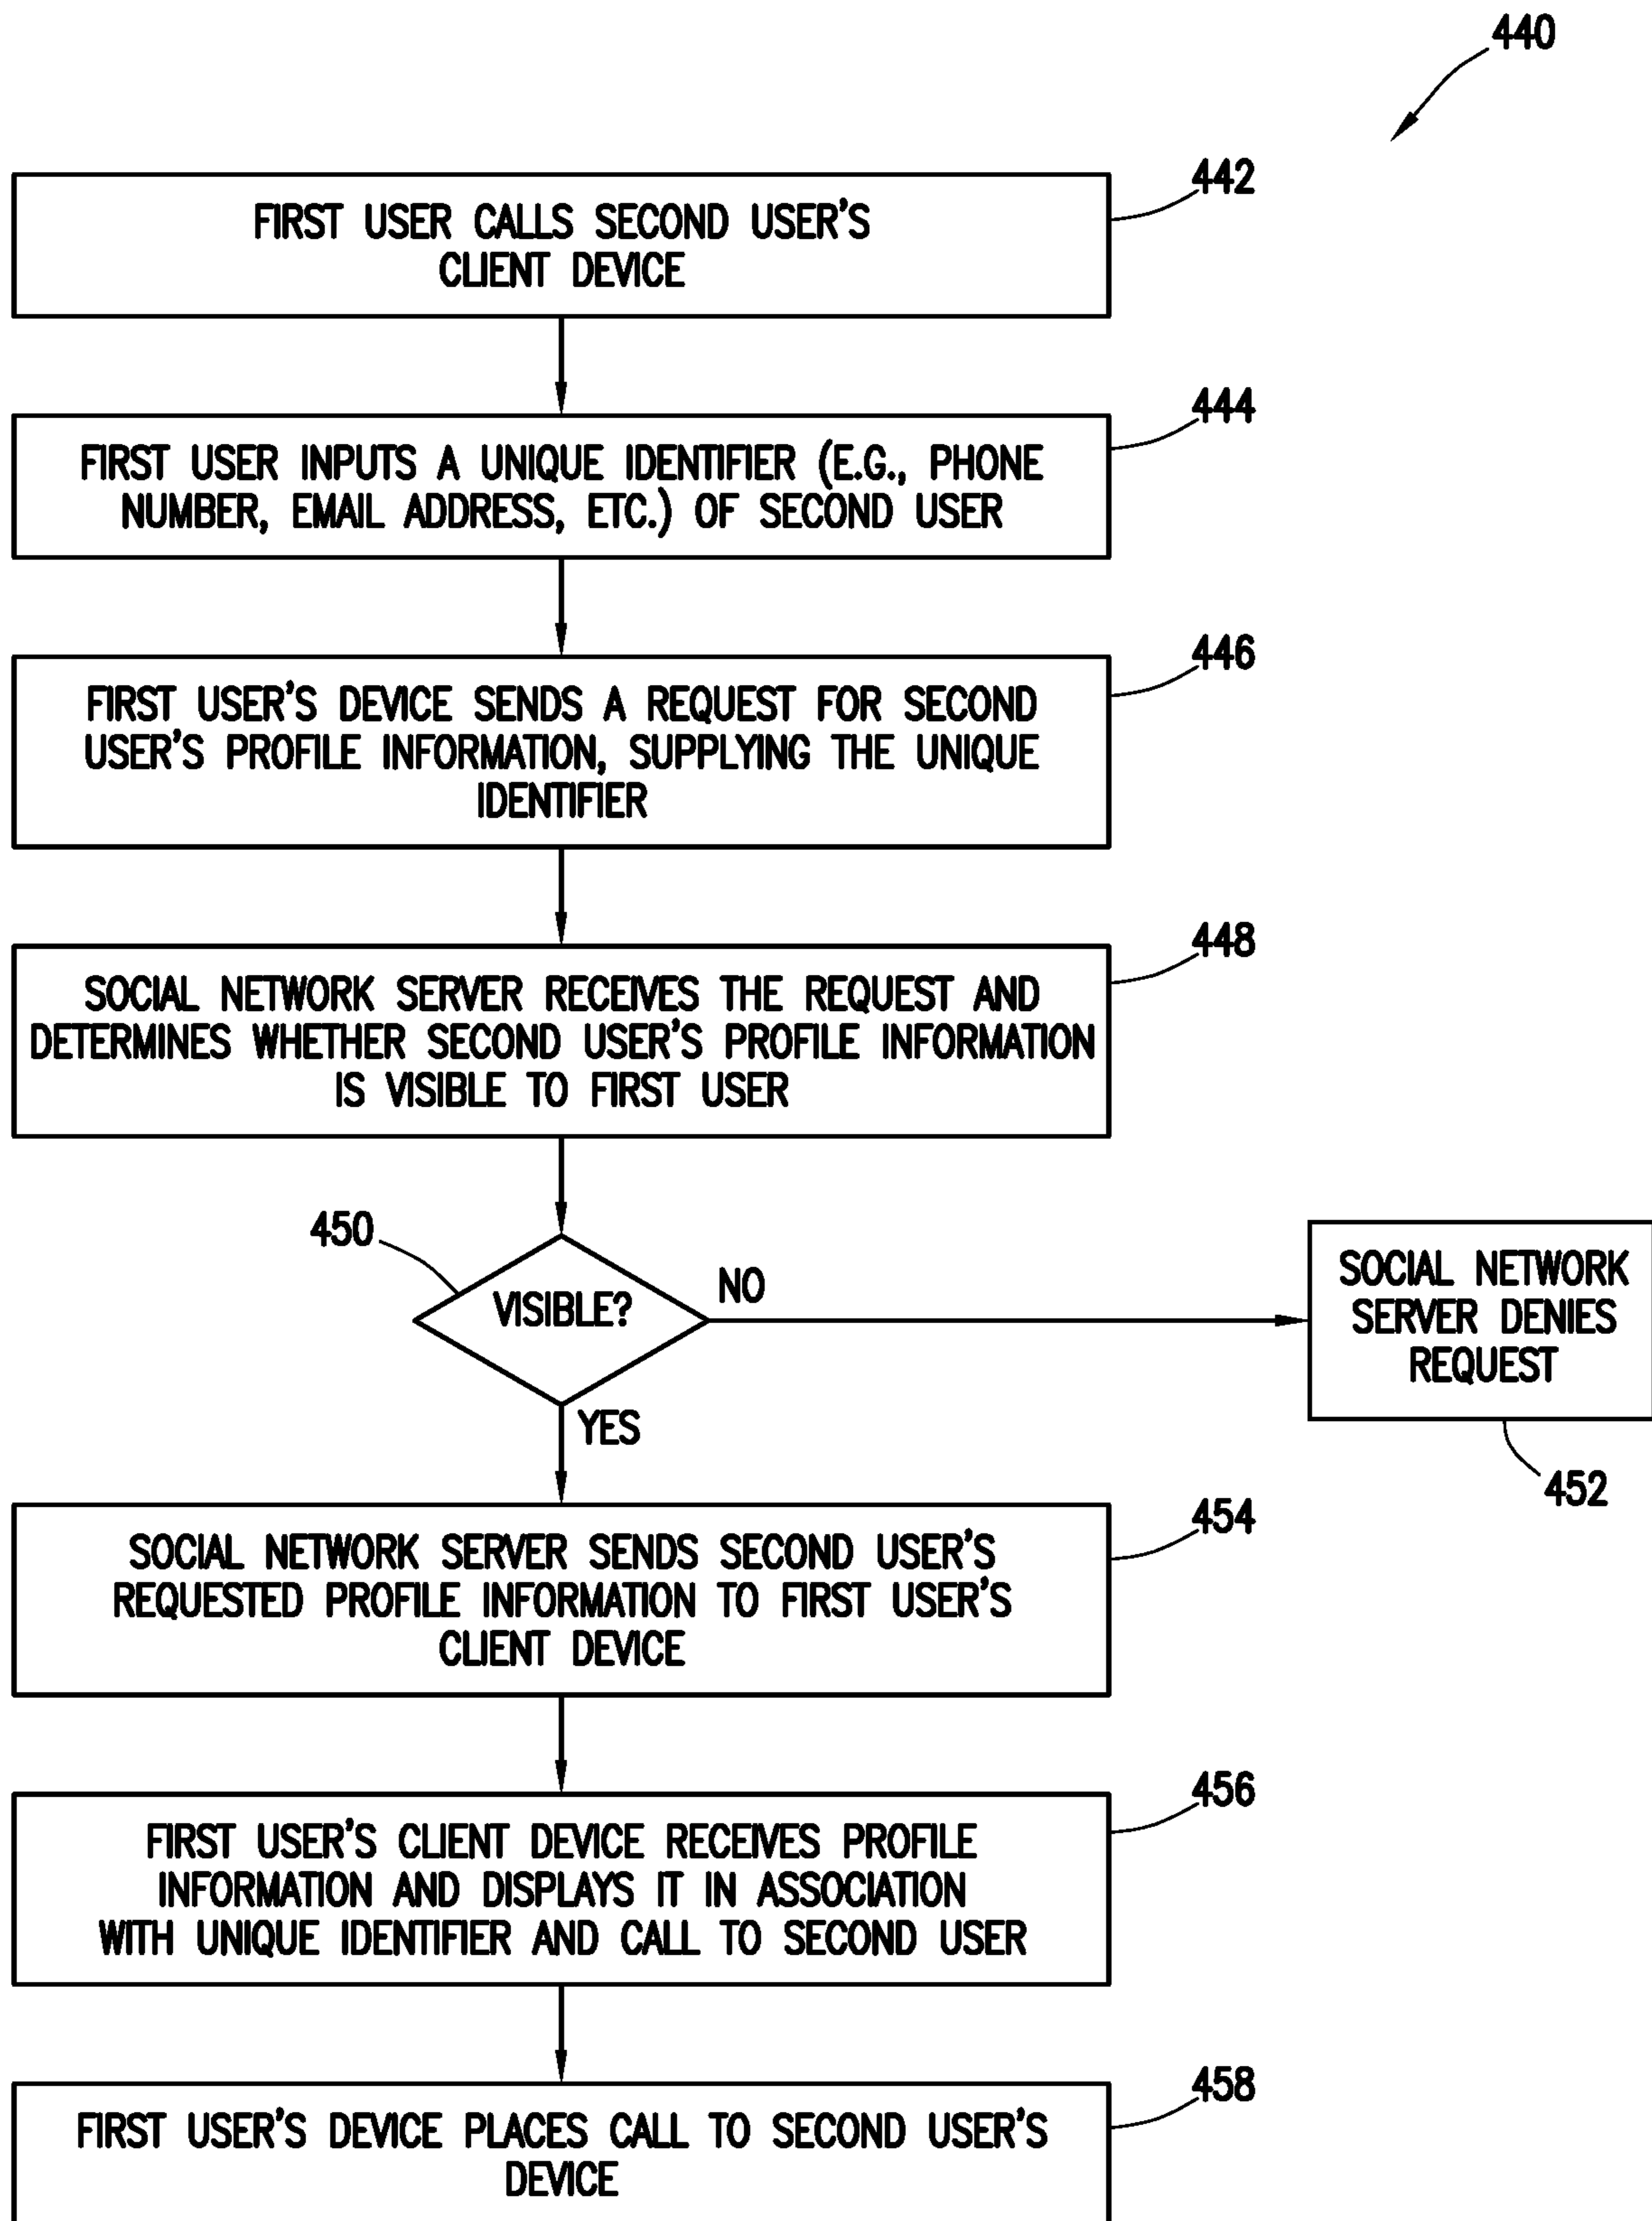 440
442
FIRST USER CALLS SECOND USER'S
CLIENT DEVICE
444
FIRST USER INPUTS A UNIQUE IDENTIFIER (E.G., PHONE
NUMBER, EMAIL ADDRESS, ETC.) OF SECOND USER
446
FIRST USER'S DEVICE SENDS A REQUEST FOR SECOND
USER'S PROFILE INFORMATION, SUPPLYING THE UNIQUE
IDENTIFIER
448
SOCIAL NETWORK SERVER RECEIVES THE REQUEST AND
DETERMINES WHETHER SECOND USER'S PROFILE INFORMATION
IS VISIBLE TO FIRST USER
450
VISIBLE?
NO
SOCIAL NETWORK
SERVER DENIES
REQUEST
452
YES
454
SOCIAL NETWORK SERVER SENDS SECOND USER'S
REQUESTED PROFILE INFORMATION TO FIRST USER'S
CLIENT DEVICE
456
FIRST USER'S CLIENT DEVICE RECEIVES PROFILE
INFORMATION AND DISPLAYS IT IN ASSOCIATION
WITH UNIQUE IDENTIFIER AND CALL TO SECOND USER
458
FIRST USER'S DEVICE PLACES CALL TO SECOND USER'S
DEVICE